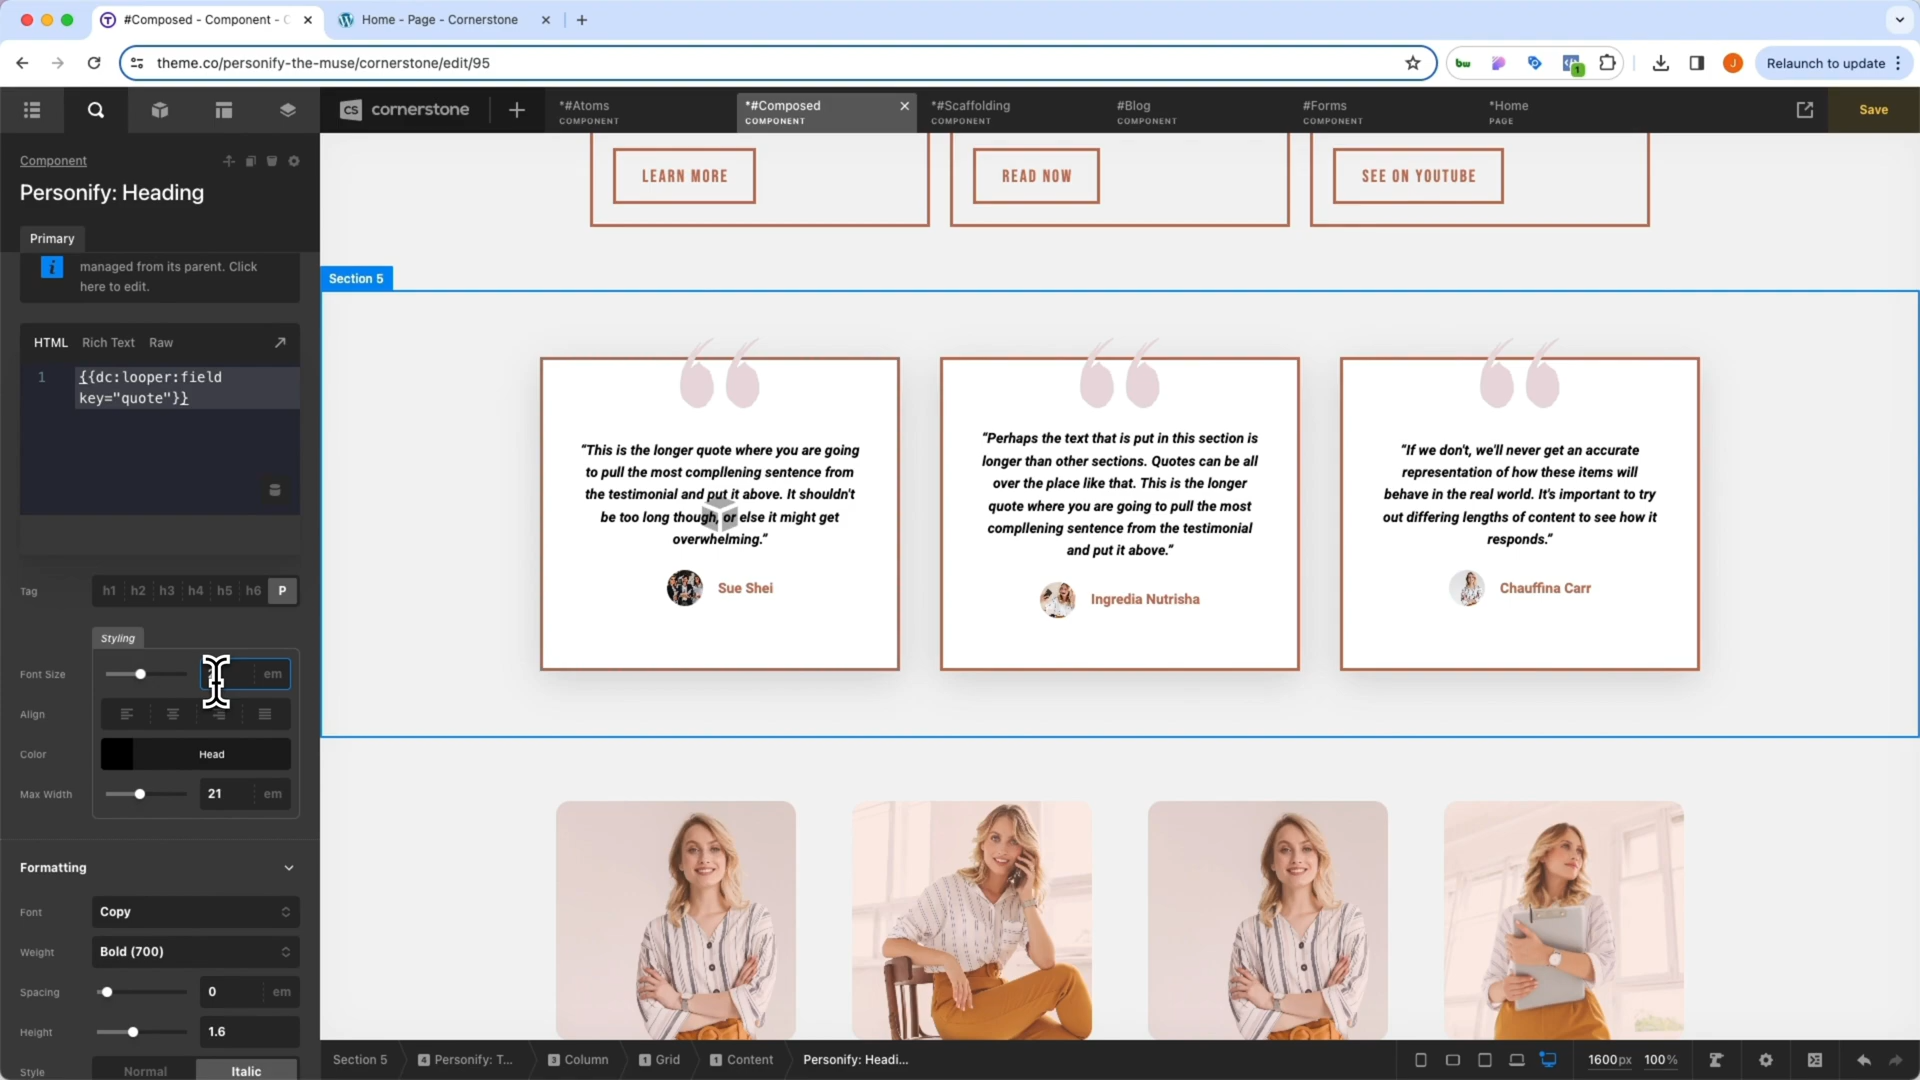 #Composed - Component - C
Home - Page - Cornerstone
theme.co/personify-the-muse/cornerstone/edit/95
bw
1
J
Relaunch to update
cs cornerstone
*#Atoms
COMPONENT
*#Composed
COMPONENT
*#Scaffolding
COMPONENT
#Blog
COMPONENT
#Forms
COMPONENT
*Home
PAGE
Save
Component
Personify: Heading
Primary
managed from its parent. Click
here to edit.
HTML
Rich Text
Raw
1
{{dc:looper:field
key="quote"}}
Tag
h1
h2
h3
h4
h5
h6
P
Styling
Font Size
em
Align
Color
Head
Max Width
21
em
Formatting
Font
Copy
Weight
Bold (700)
Spacing
0
em
Height
1.6
Style
Normal
Italic
LEARN MORE
READ NOW
SEE ON YOUTUBE
Section 5
“This is the longer quote where you are going
to pull the most compllening sentence from
the testimonial and put it above. It shouldn't
be too long though, or else it might get
overwhelming.”
Sue Shei
“Perhaps the text that is put in this section is
longer than other sections. Quotes can be all
over the place like that. This is the longer
quote where you are going to pull the most
compllening sentence from the testimonial
and put it above.”
Ingredia Nutrisha
“If we don't, we'll never get an accurate
representation of how these items will
behave in the real world. It's important to try
out differing lengths of content to see how it
responds.”
Chauffina Carr
Section 5
4 Personify: T...
3 Column
1 Grid
1 Content
Personify: Headi...
1600px
100%